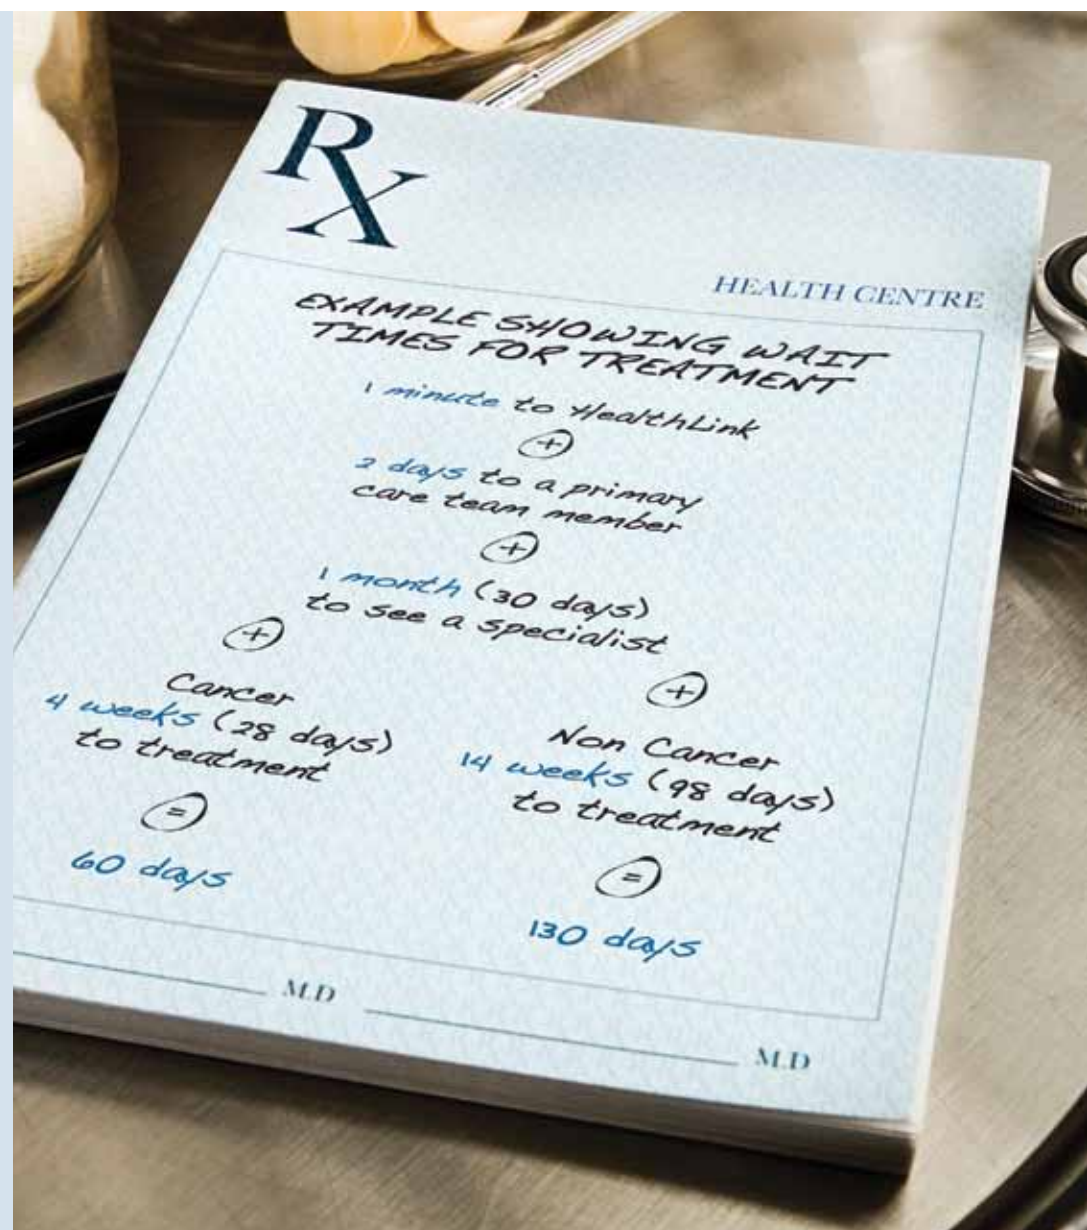 RX
HEALTH CENTRE
EXAMPLE SHOWING WAIT
TIMES FOR TREATMENT
1 minute to HealthLink
+
2 days to a primary
care team member
+
1 month (30 days)
to see a specialist
+
Cancer
4 weeks (28 days)
to treatment
=
60 days
+
Non Cancer
14 weeks (98 days)
to treatment
=
130 days
M.D
M.D